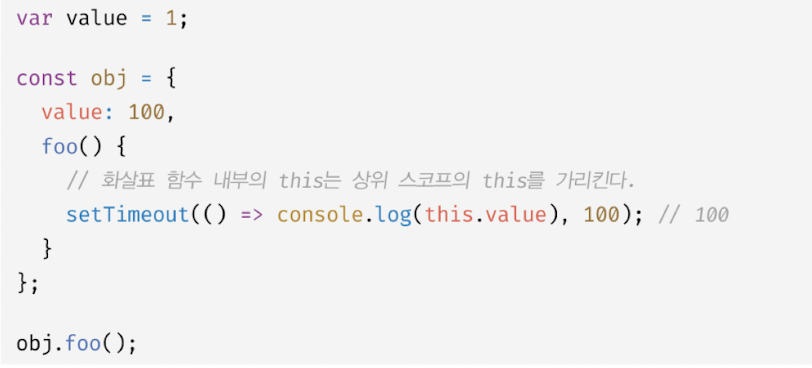 var value = 1;

const obj = {
  value: 100,
  foo() {
    // 화살표 함수 내부의 this는 상위 스코프의 this를 가리킨다.
    setTimeout(() => console.log(this.value), 100); // 100
  }
};

obj.foo();